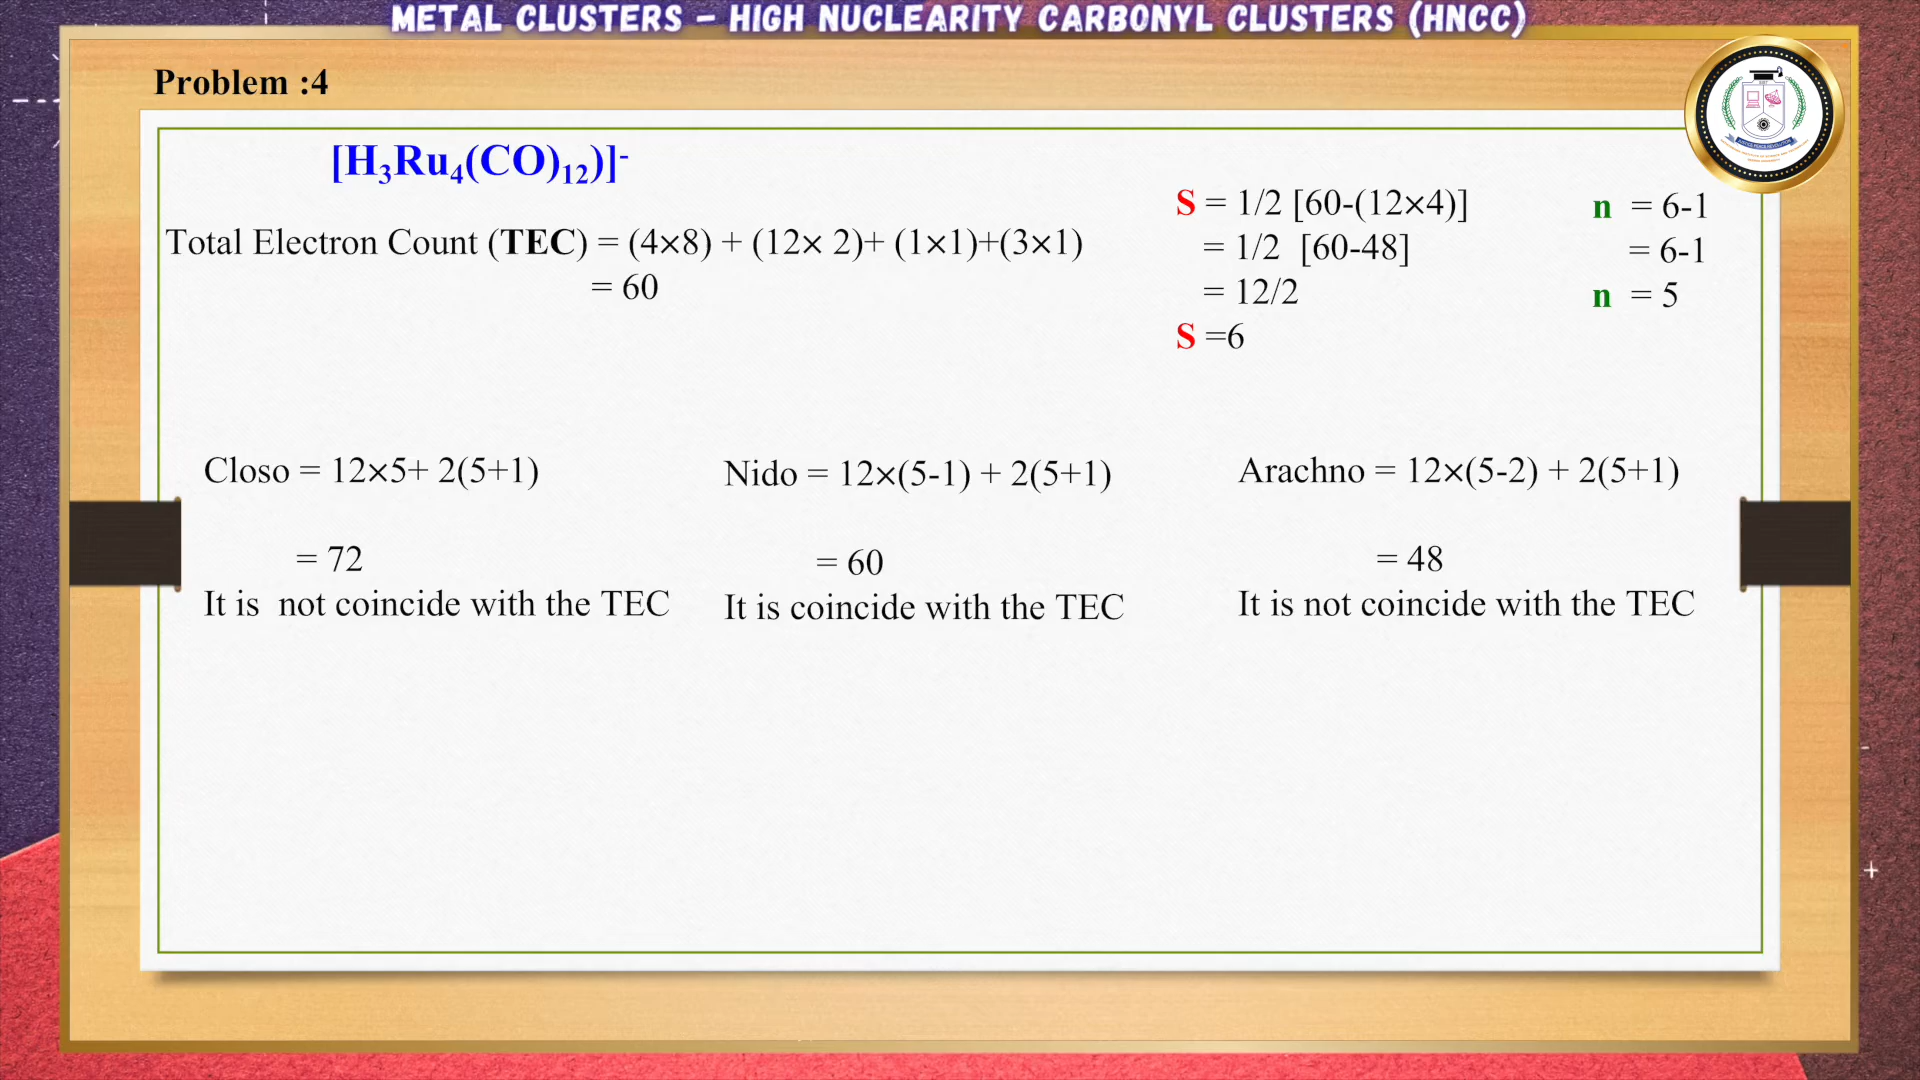 METAL CLUSTERS – HIGH NUCLEARITY CARBONYL CLUSTERS (HNCC)
Problem :4
[H₃Ru₄(CO)₁₂)]⁻
Total Electron Count (TEC) = (4×8) + (12× 2)+ (1×1)+(3×1)
= 60
S = 1/2 [60-(12×4)]
= 1/2 [60-48]
= 12/2
S =6
n = 6-1
= 6-1
n = 5
Closo = 12×5+ 2(5+1)
= 72
It is not coincide with the TEC
Nido = 12×(5-1) + 2(5+1)
= 60
It is coincide with the TEC
Arachno = 12×(5-2) + 2(5+1)
= 48
It is not coincide with the TEC